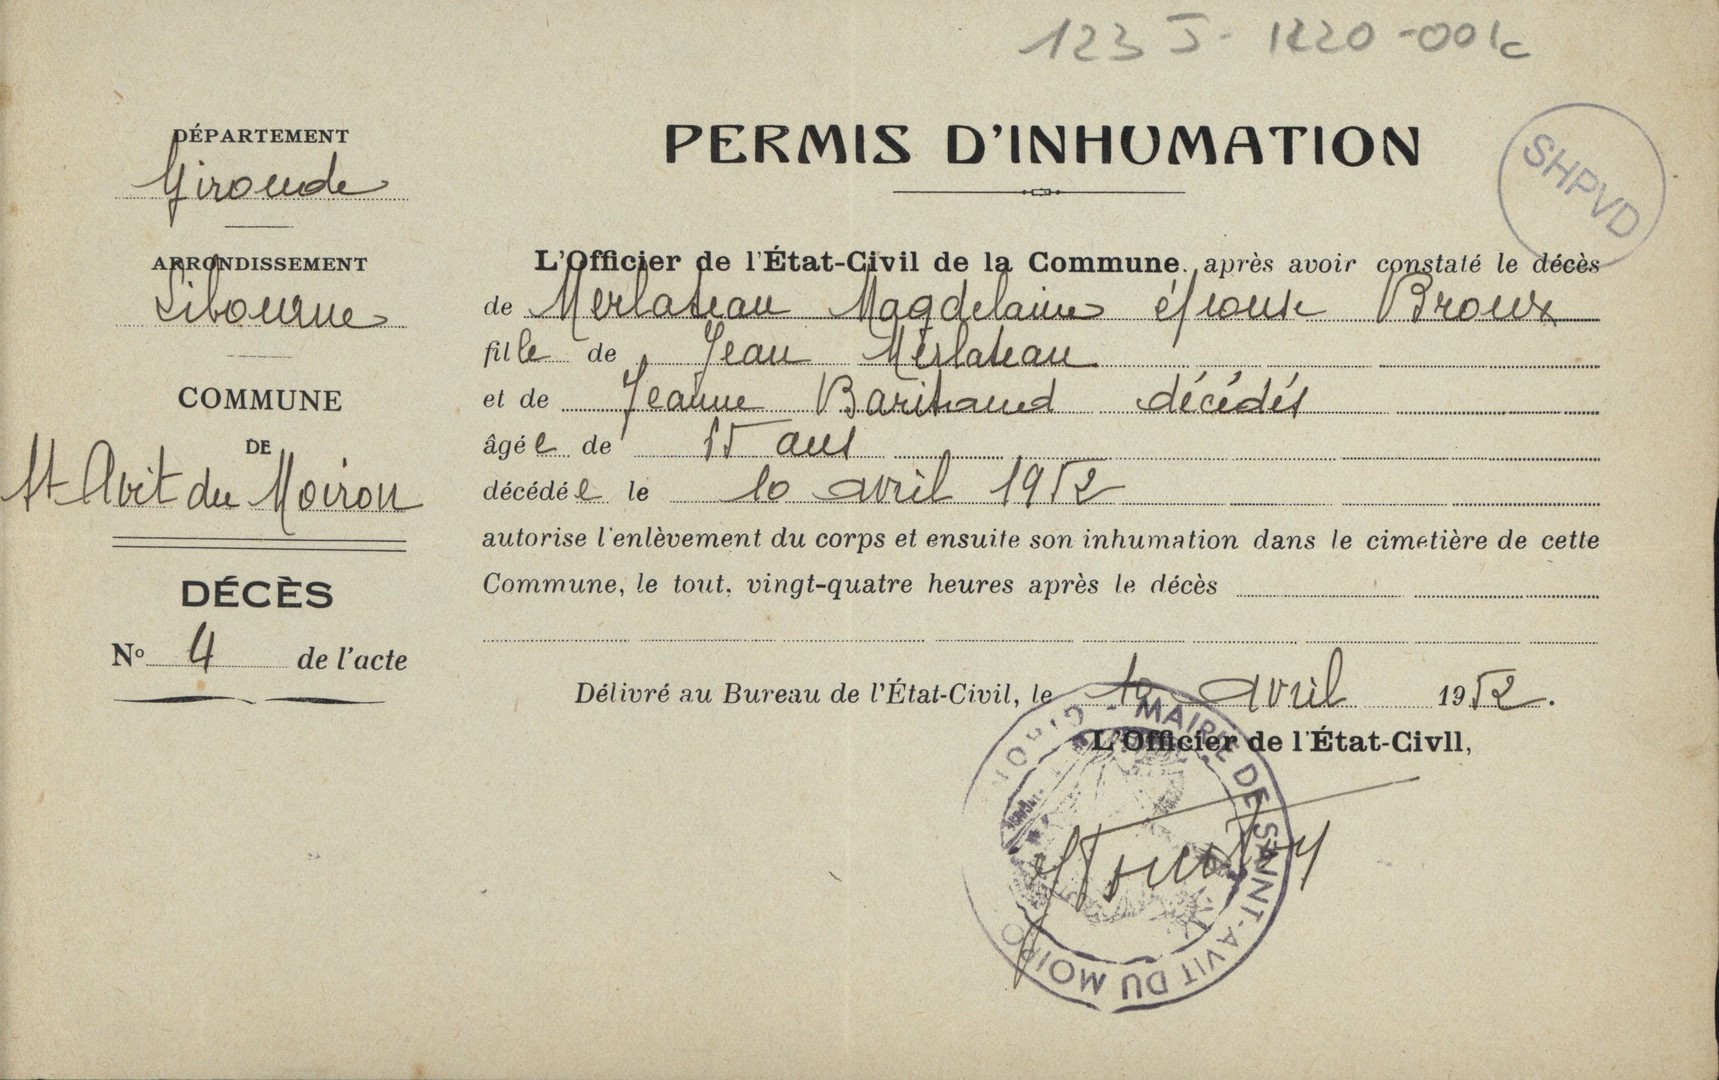 123 J - 1220 - 001c
PERMIS D'INHUMATION
SHPVD
DÉPARTEMENT
Gironde
ARRONDISSEMENT
Libourne
COMMUNE
DE
St Avit du Moiron
DÉCÈS
No 4 de l'acte
L'Officier de l'État-Civil de la Commune, après avoir constaté le décès
de Merlateau Magdelaine épouse Broux
fille de Jean Merlateau
et de Jeanne Baritaud décédés
âgée de 55 ans
décédée le 10 avril 1952
autorise l'enlèvement du corps et ensuite son inhumation dans le cimetière de cette
Commune, le tout, vingt-quatre heures après le décès
Délivré au Bureau de l'État-Civil, le 10 avril 1952.
L'Officier de l'État-Civll,
MAIRIE DE SAINT-AVIT DU MOIRON